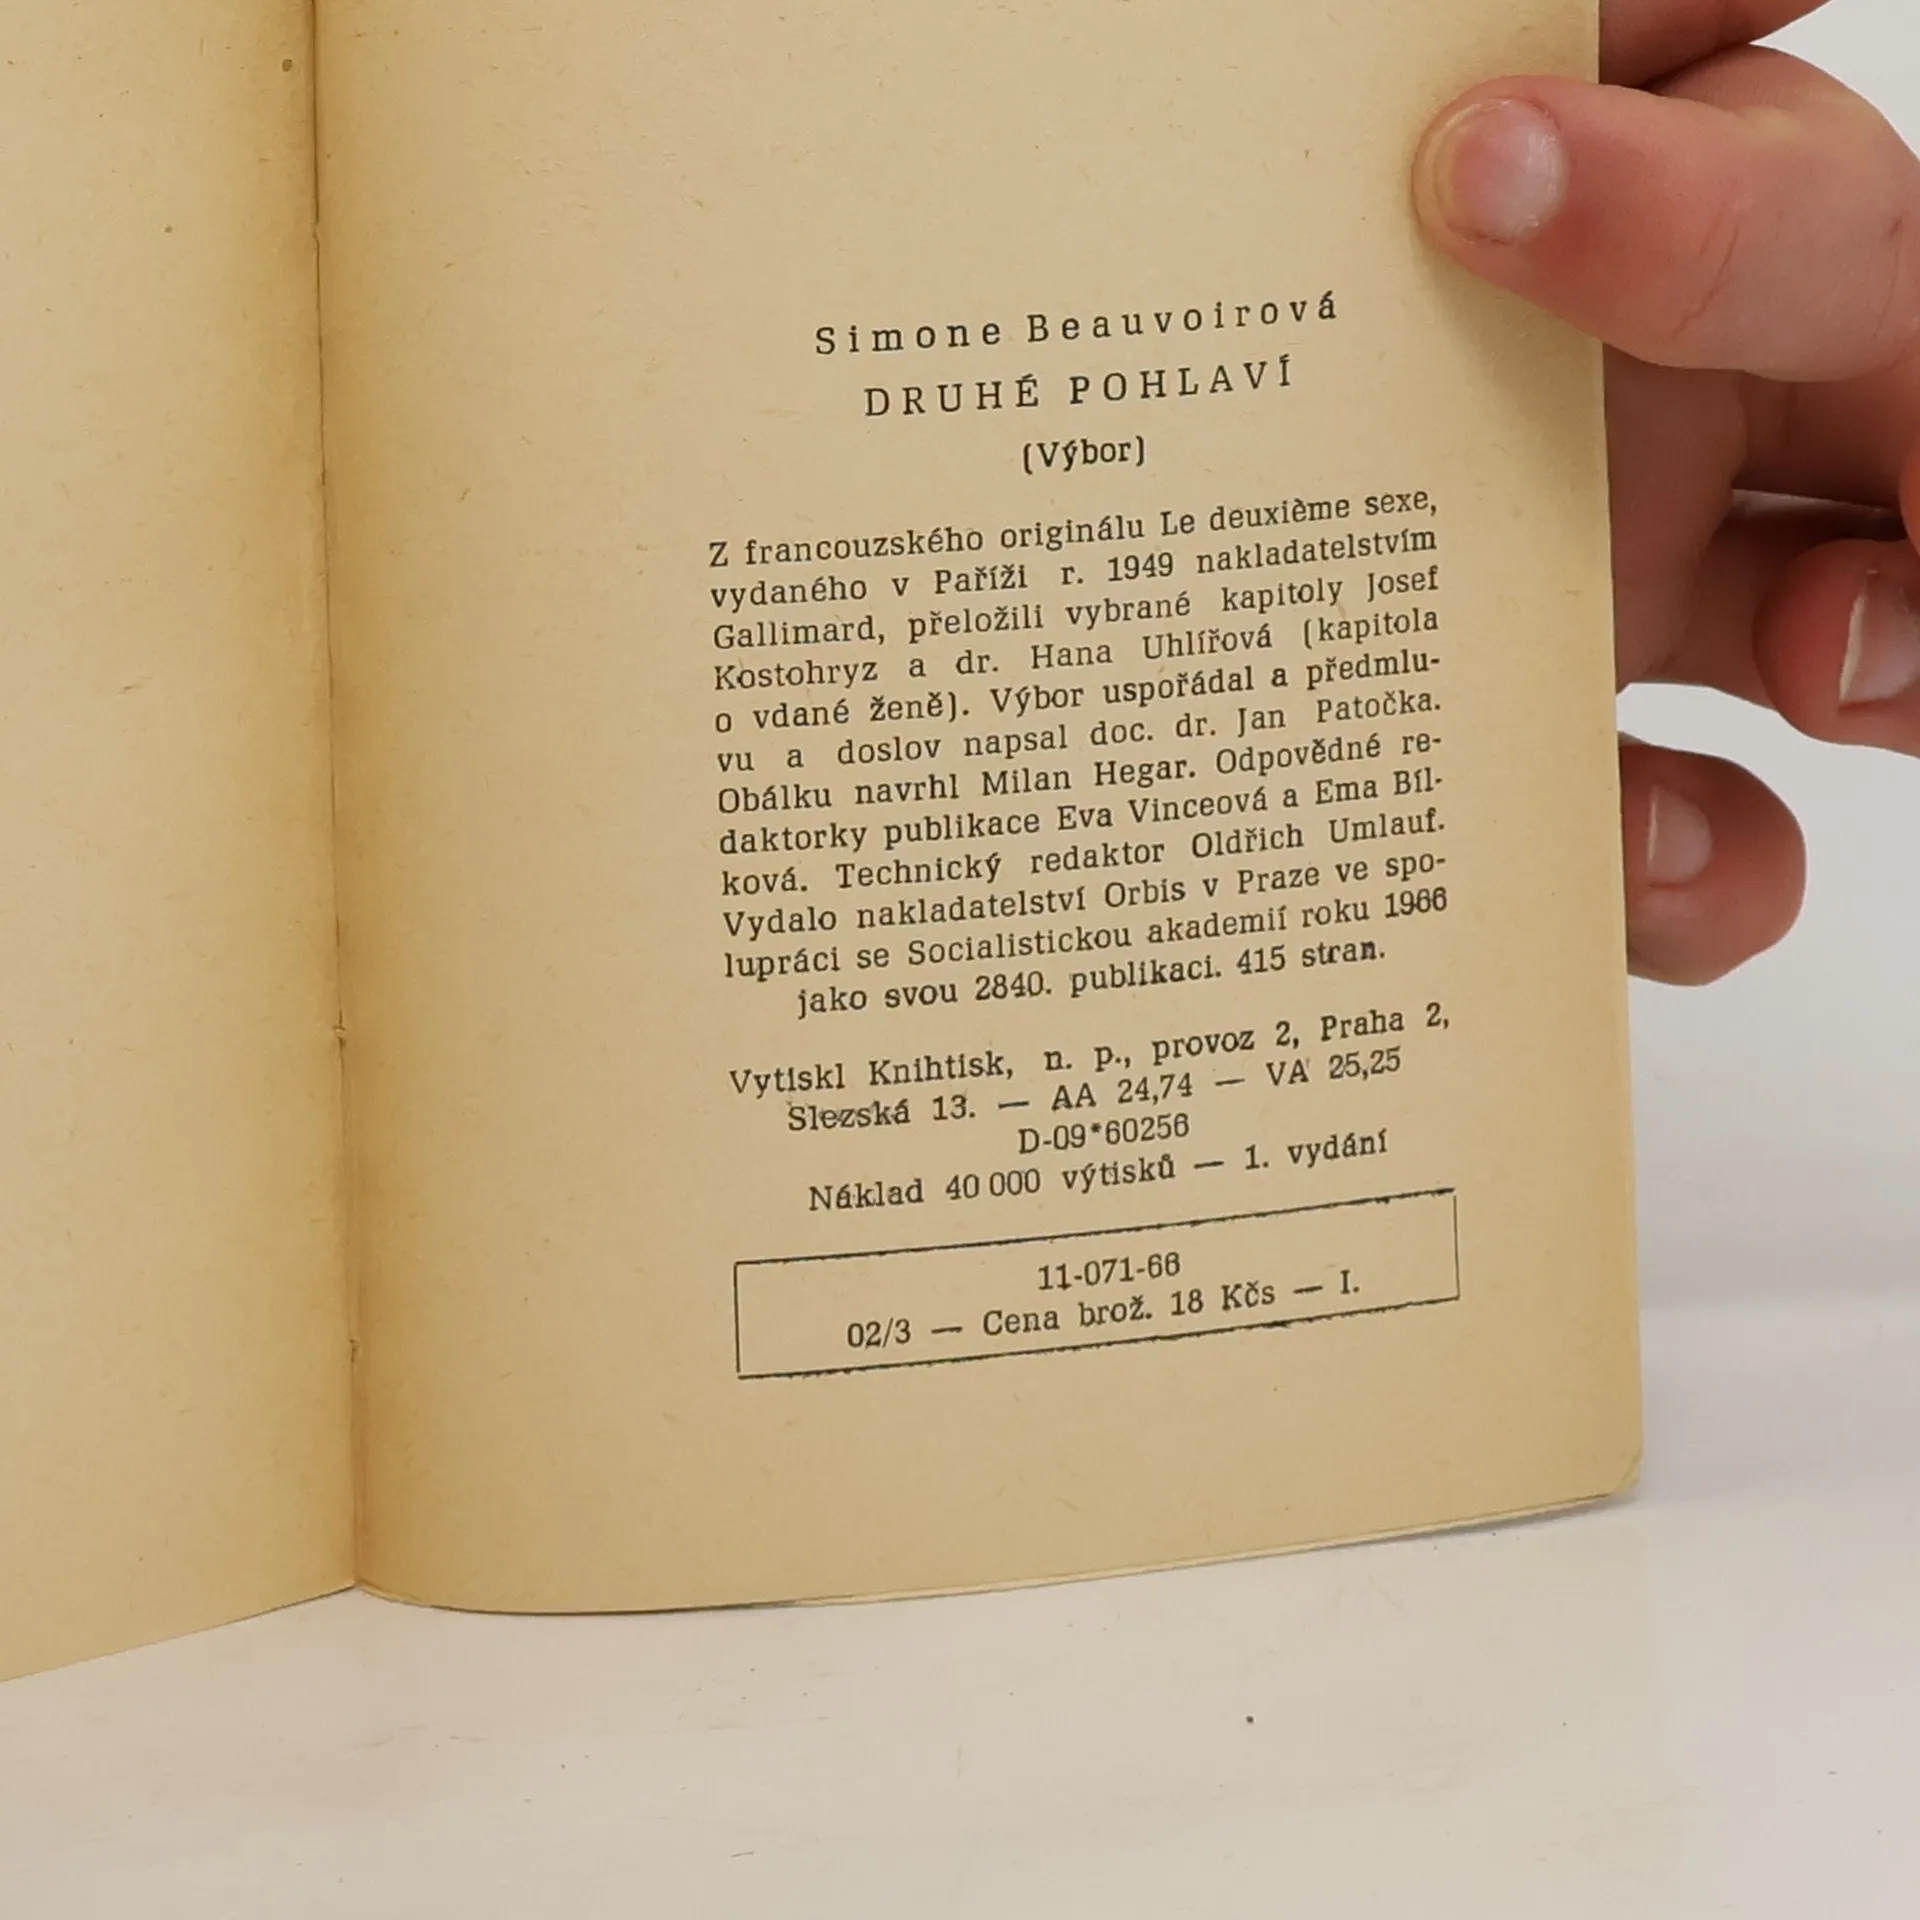 Simone Beauvoirová
DRUHÉ POHLAVÍ
(Výbor)
Z francouzského originálu Le deuxième sexe,
vydaného v Paříži r. 1949 nakladatelstvím
Gallimard, přeložili vybrané kapitoly Josef
Kostohryz a dr. Hana Uhlířová (kapitola
o vdané ženě). Výbor uspořádal a předmlu-
vu a doslov napsal doc. dr. Jan Patočka.
Obálku navrhl Milan Hegar. Odpovědné re-
daktorky publikace Eva Vinceová a Ema Bíl-
ková. Technický redaktor Oldřich Umlauf.
Vydalo nakladatelství Orbis v Praze ve spo-
lupráci se Socialistickou akademií roku 1966
jako svou 2840. publikaci. 415 stran.
Vytiskl Knihtisk, n. p., provoz 2, Praha 2,
Slezská 13. — AA 24,74 — VA 25,25
D-09*60256
Náklad 40 000 výtisků — 1. vydání
11-071-66
02/3 — Cena brož. 18 Kčs — I.